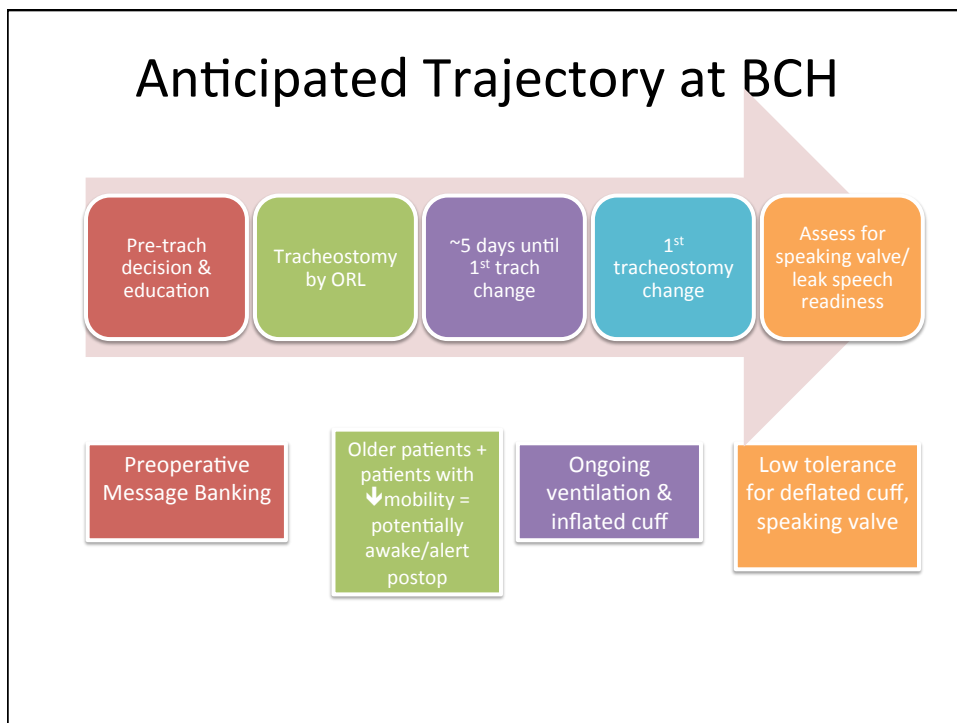 Anticipated Trajectory at BCH
Pre-trach
decision &
education
Tracheostomy
by ORL
~5 days until
1st trach
change
1st
tracheostomy
change
Assess for
speaking valve/
leak speech
readiness
Preoperative
Message Banking
Older patients +
patients with
🡻mobility =
potentially
awake/alert
postop
Ongoing
ventilation &
inflated cuff
Low tolerance
for deflated cuff,
speaking valve